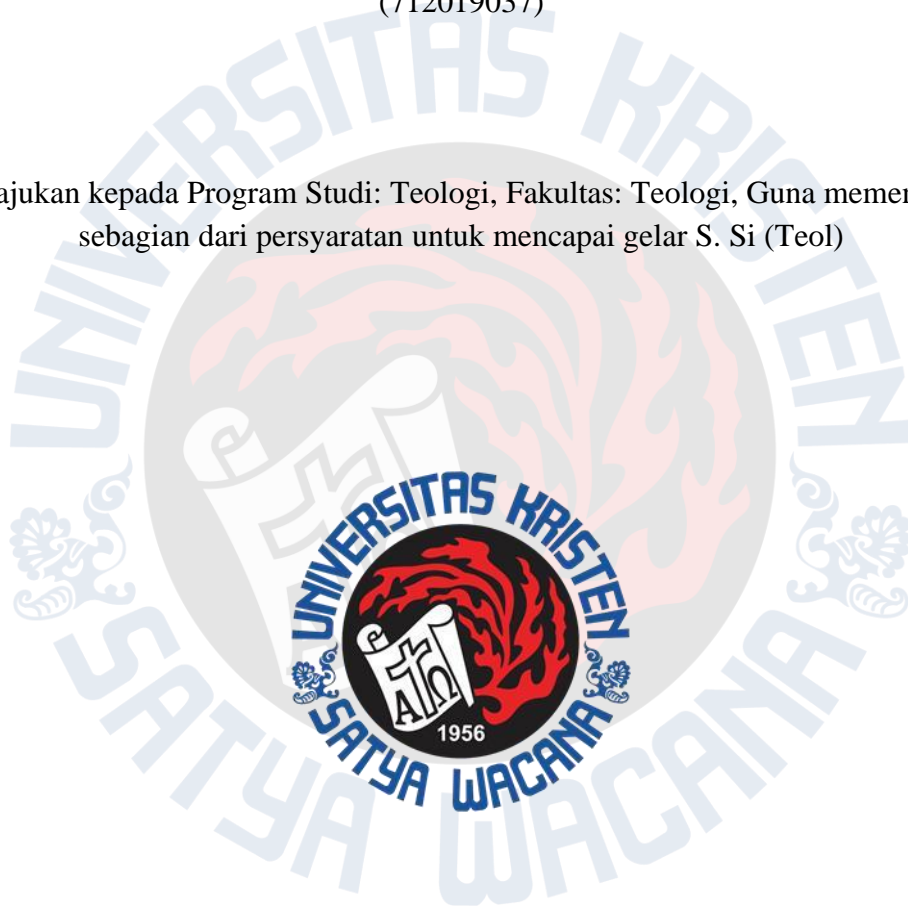 (712019037)
ajukan kepada Program Studi: Teologi, Fakultas: Teologi, Guna memen
sebagian dari persyaratan untuk mencapai gelar S. Si (Teol)
UNIVERSITAS KRISTEN
SATYA WACANA
UNIVERSITAS KRISTEN
Α Ω
1956
SATYA WACANA